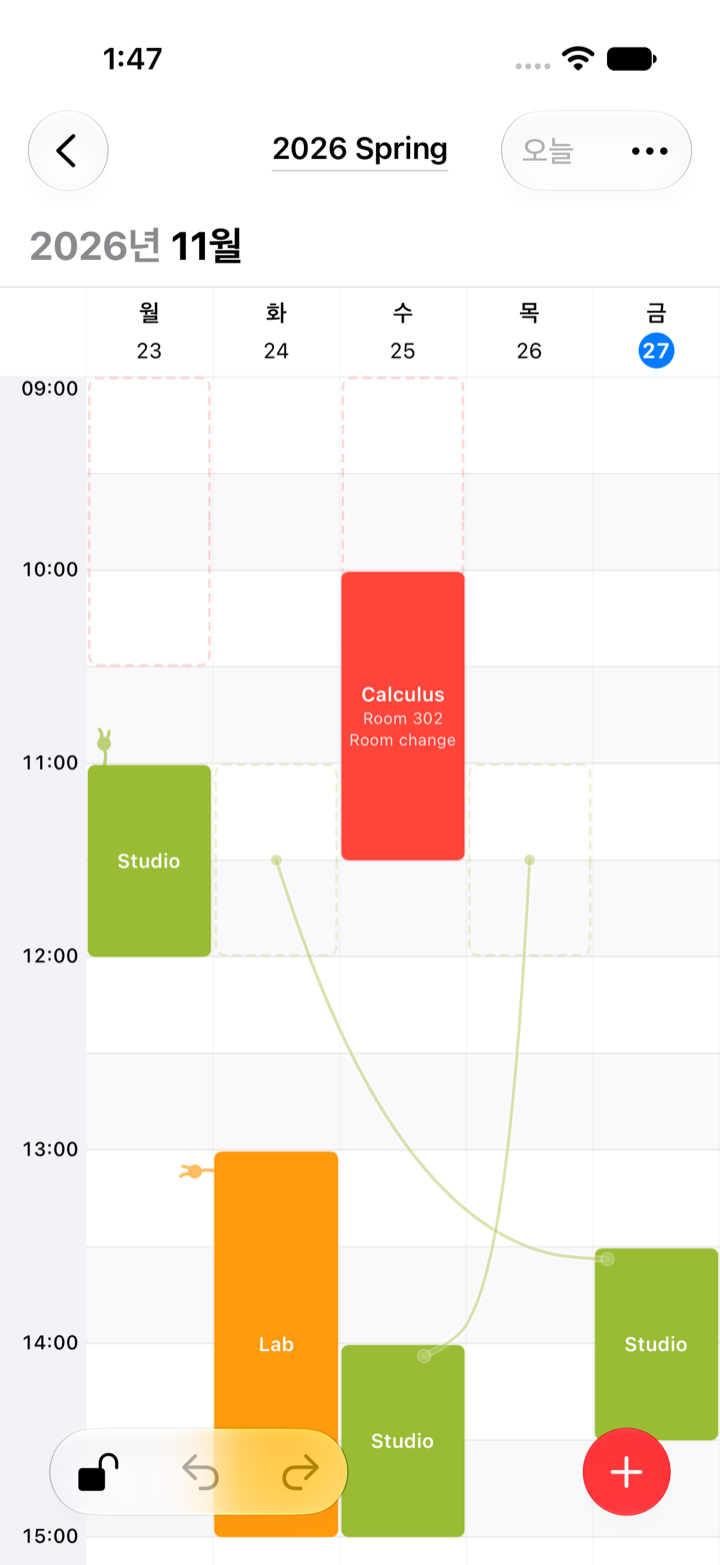 1:47
2026 Spring
오늘
2026년 11월
월 화 수 목 금
23 24 25 26 27
09:00
10:00
Calculus
Room 302
Room change
11:00
Studio
12:00
13:00
14:00
Lab
Studio
Studio
15:00